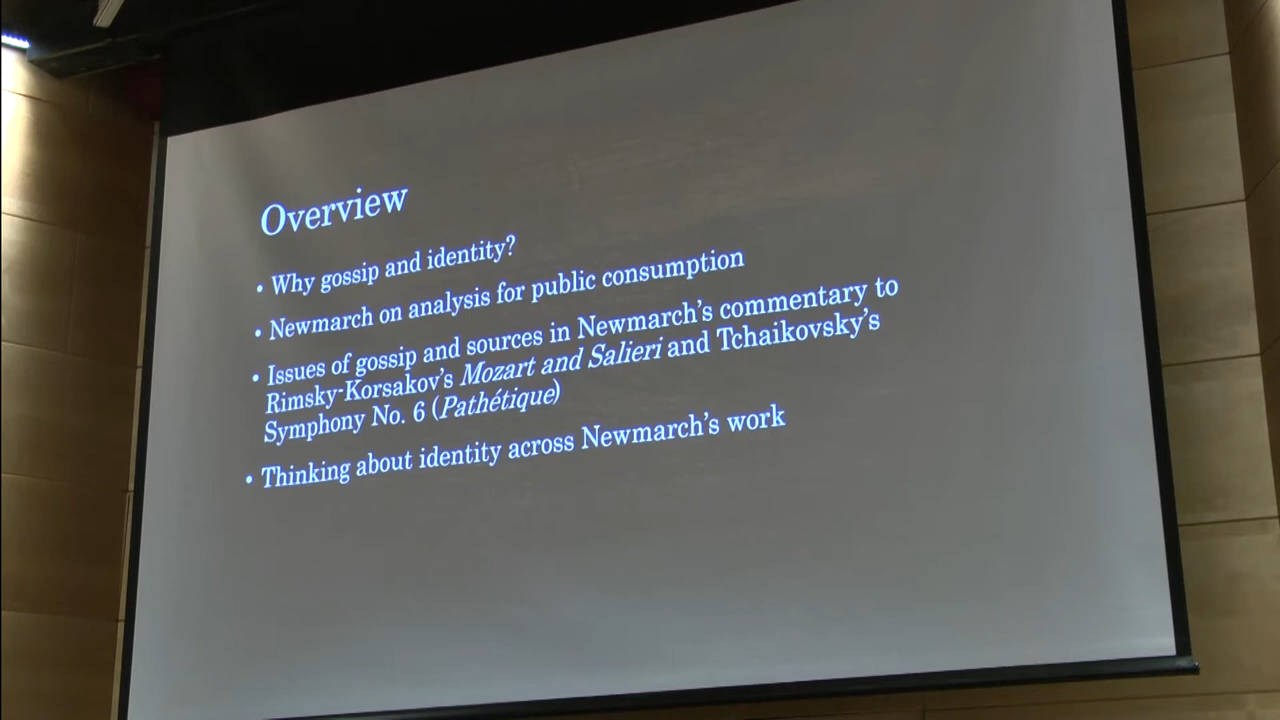 Overview
• Why gossip and identity?
• Newmarch on analysis for public consumption
• Issues of gossip and sources in Newmarch's commentary to
Rimsky-Korsakov's Mozart and Salieri and Tchaikovsky's
Symphony No. 6 (Pathétique)
• Thinking about identity across Newmarch's work